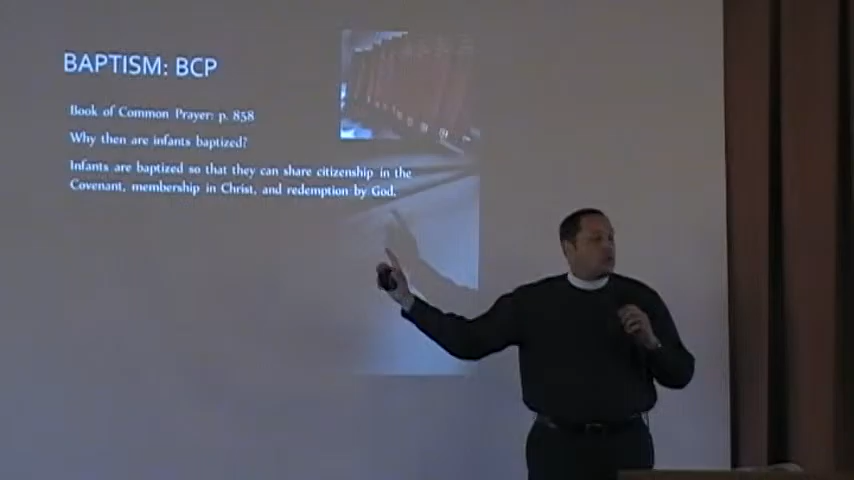 BAPTISM: BCP
Book of Common Prayer: p. 858
Why then are infants baptized?
Infants are baptized so that they can share citizenship in the
Covenant, membership in Christ, and redemption by God.